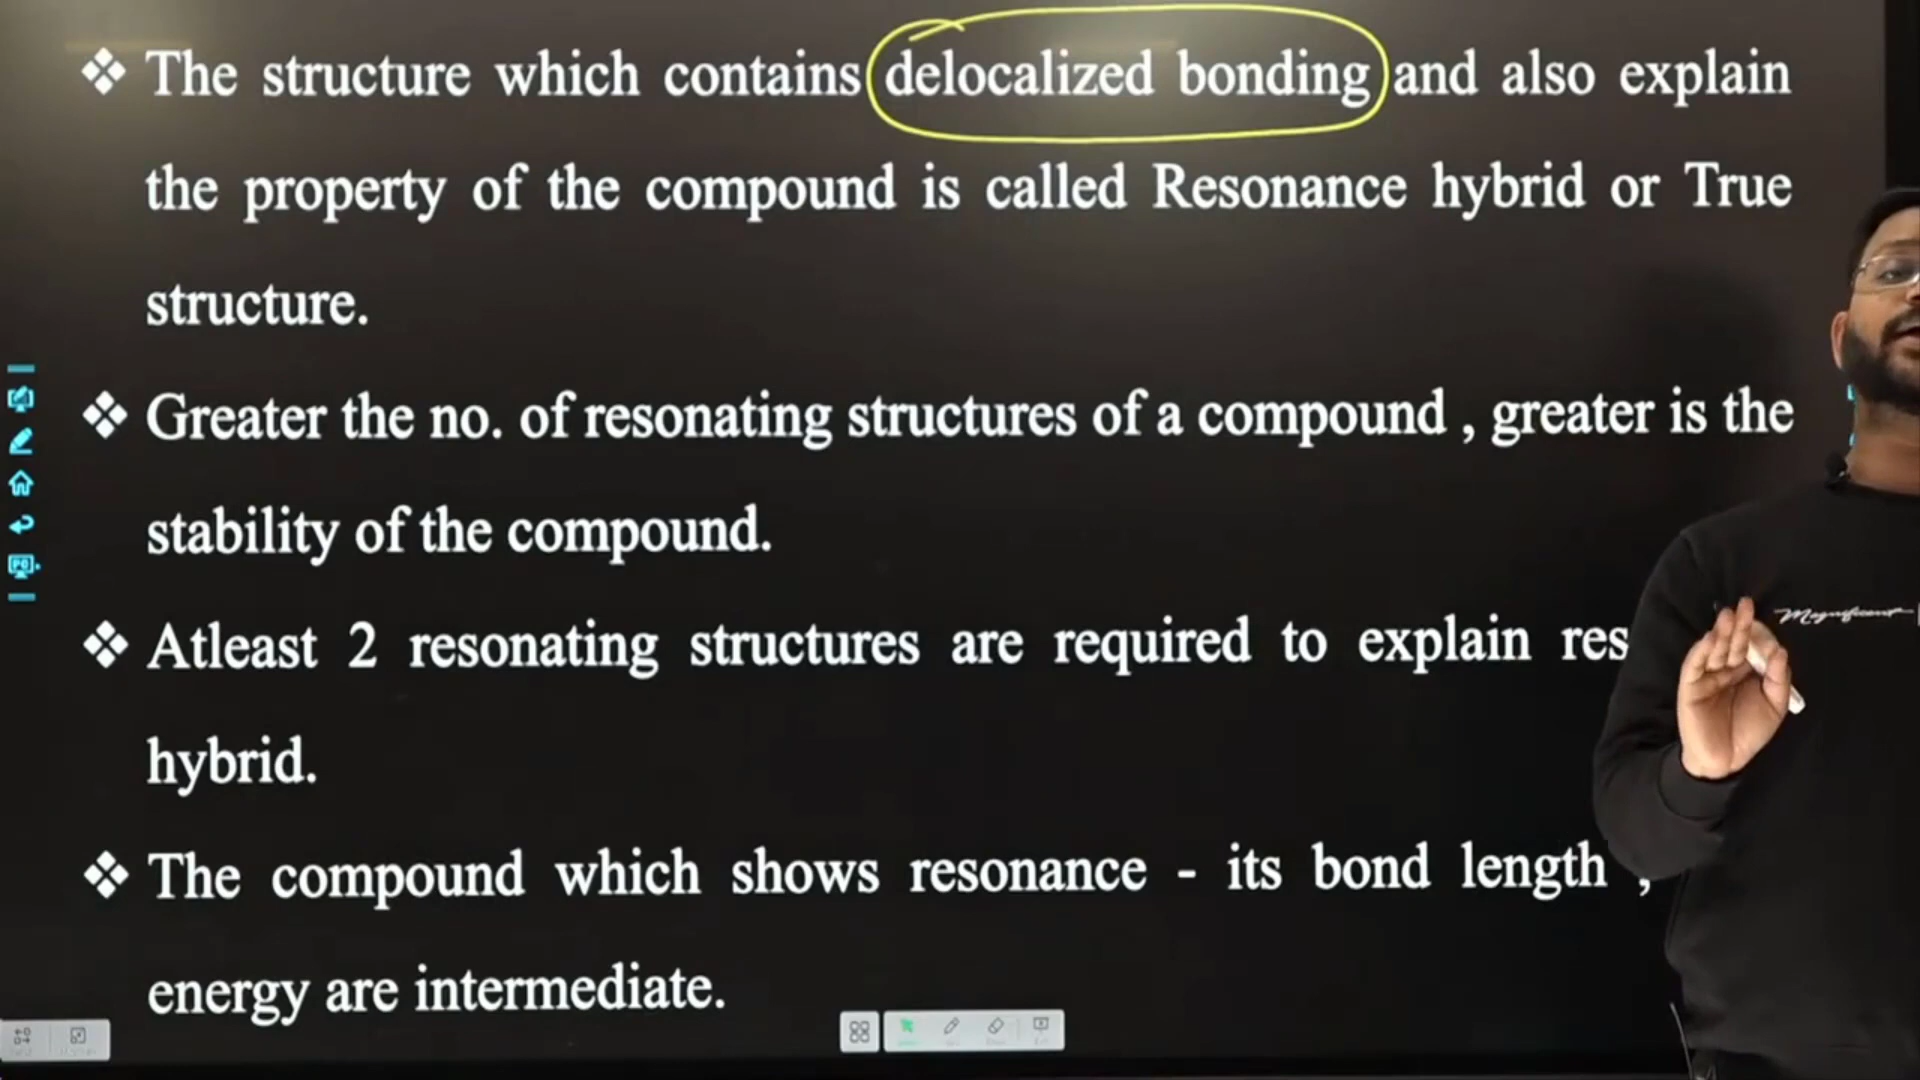 ❖ The structure which contains delocalized bonding and also explain
the property of the compound is called Resonance hybrid or True
structure.
❖ Greater the no. of resonating structures of a compound , greater is the
stability of the compound.
❖ Atleast 2 resonating structures are required to explain res
hybrid.
❖ The compound which shows resonance - its bond length ,
energy are intermediate.
Magnificent